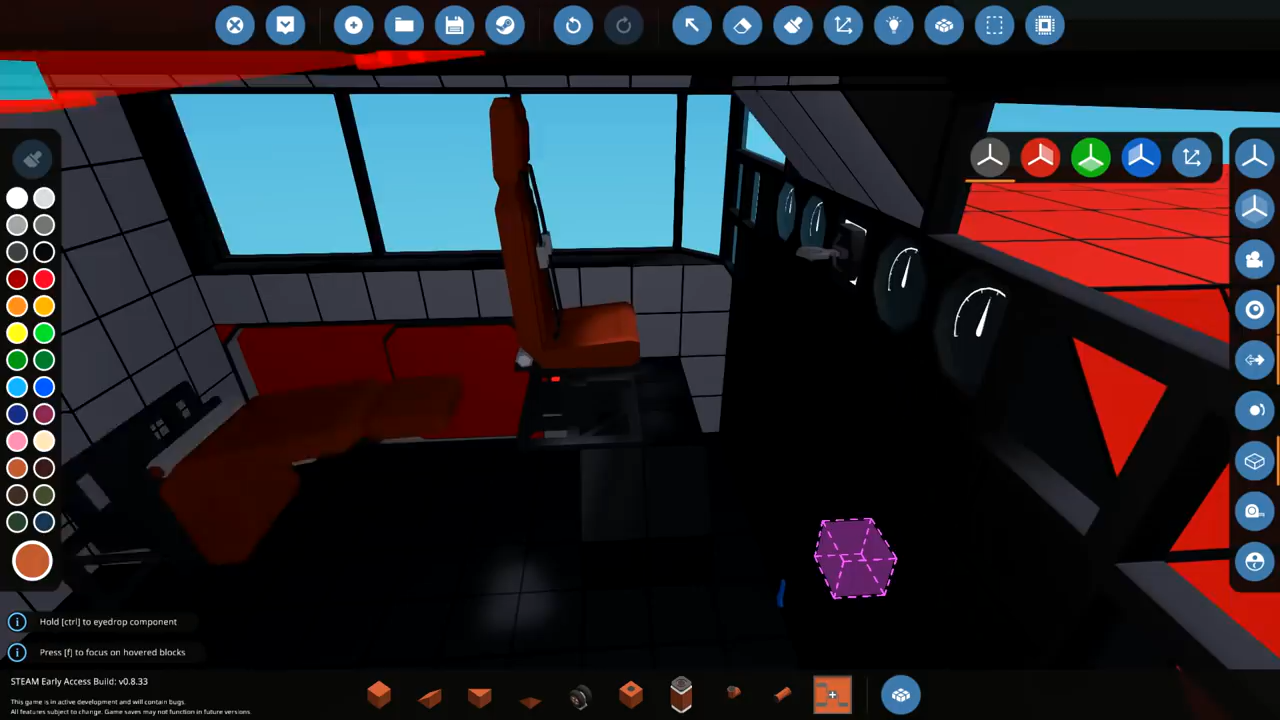 Hold [ctrl] to eyedrop component
Press [f] to focus on hovered blocks
STEAM Early Access Build: v0.8.33
This game is in active development and will contain bugs.
All features subject to change. Game saves may not function in future versions.